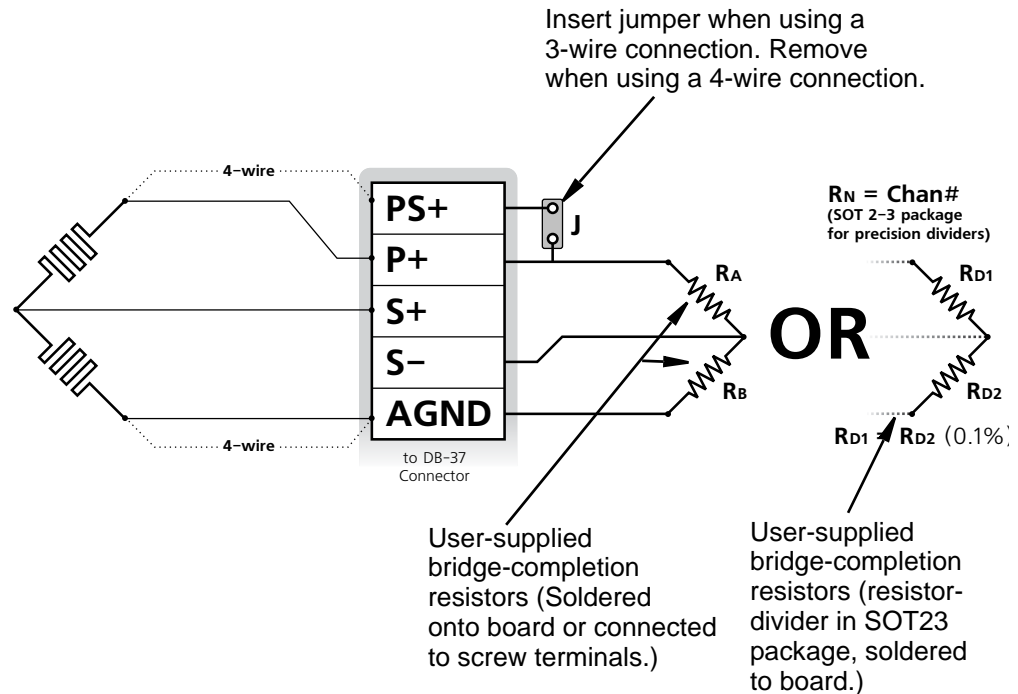 Insert jumper when using a
3-wire connection. Remove
when using a 4-wire connection.
4-wire
PS+
P+
S+
S-
AGND
4-wire
to DB-37
Connector
J
RA
RB
OR
RN = Chan#
(SOT 2-3 package
for precision dividers)
RD1
RD2
RD1 = RD2 (0.1%)
User-supplied
bridge-completion
resistors (Soldered
onto board or connected
to screw terminals.)
User-supplied
bridge-completion
resistors (resistor-
divider in SOT23
package, soldered
to board.)